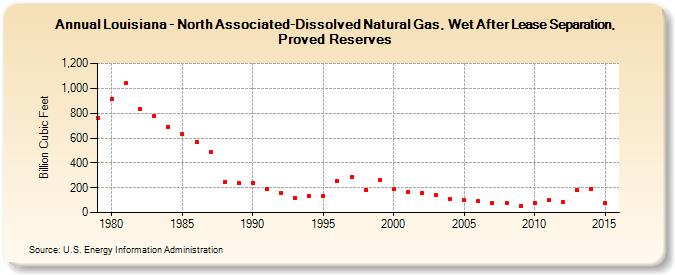 Annual Louisiana - North Associated-Dissolved Natural Gas, Wet After Lease Separation,
Proved Reserves
Billion Cubic Feet
1,200
1,000
800
600
400
200
0
1980 1985 1990 1995 2000 2005 2010 2015
Source: U.S. Energy Information Administration